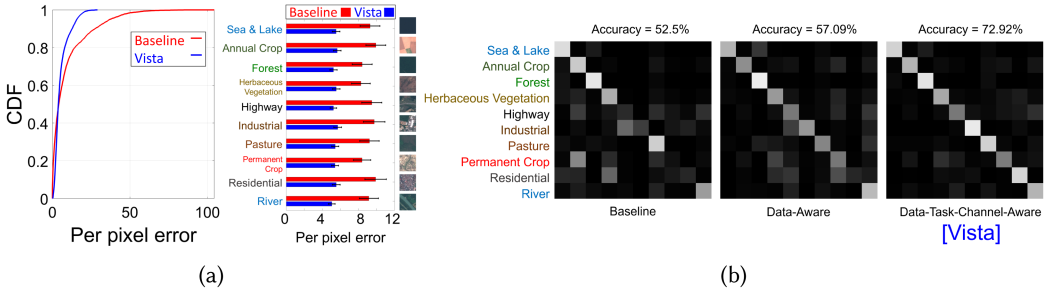 CDF
1
0.8
0.6
0.4
0.2
0
0
50
100
Per pixel error
Baseline
Vista
Baseline
Vista
Sea & Lake
Annual Crop
Forest
Herbaceous
Vegetation
Highway
Industrial
Pasture
Permanent
Crop
Residential
River
0
4
8
12
Per pixel error
(a)
Accuracy = 52.5%
Accuracy = 57.09%
Accuracy = 72.92%
Sea & Lake
Annual Crop
Forest
Herbaceous Vegetation
Highway
Industrial
Pasture
Permanent Crop
Residential
River
Baseline
Data-Aware
Data-Task-Channel-Aware
[Vista]
(b)